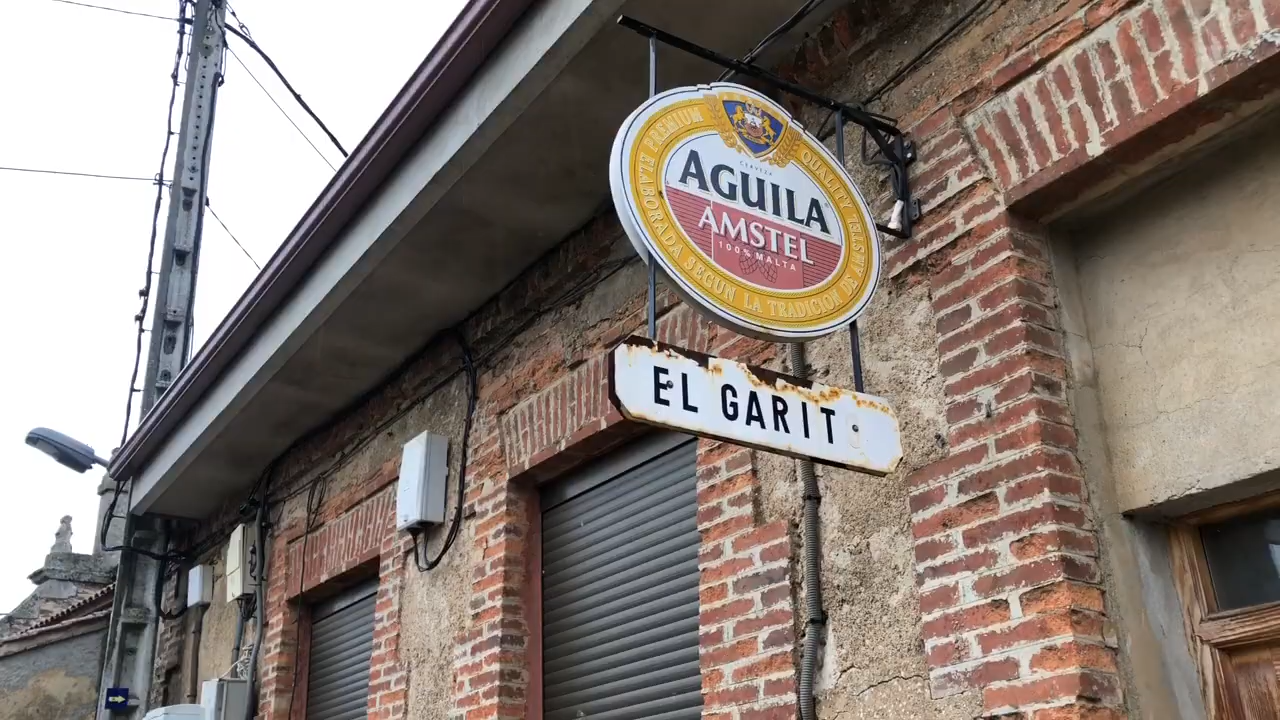 PREMIUM QUALITY
CERVEZA
AGUILA
AMSTEL
100% MALTA
ELABORADA SEGUN LA TRADICION DE AMSTEL
EL GARIT